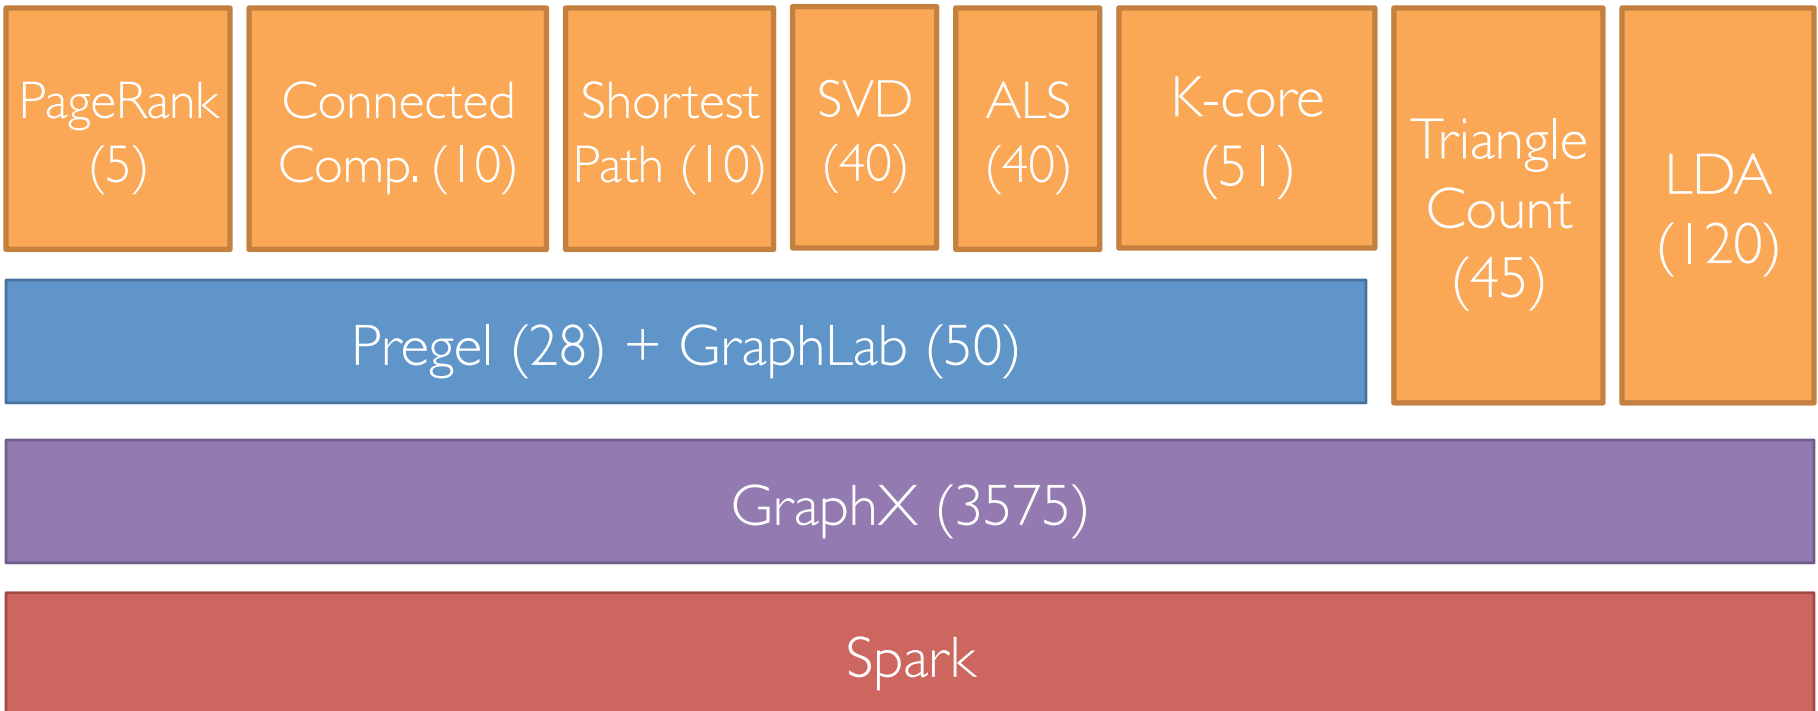 PageRank
(5)
Connected
Comp. (10)
Shortest
Path (10)
SVD
(40)
ALS
(40)
K-core
(51)
Triangle
Count
(45)
LDA
(120)
Pregel (28) + GraphLab (50)
GraphX (3575)
Spark